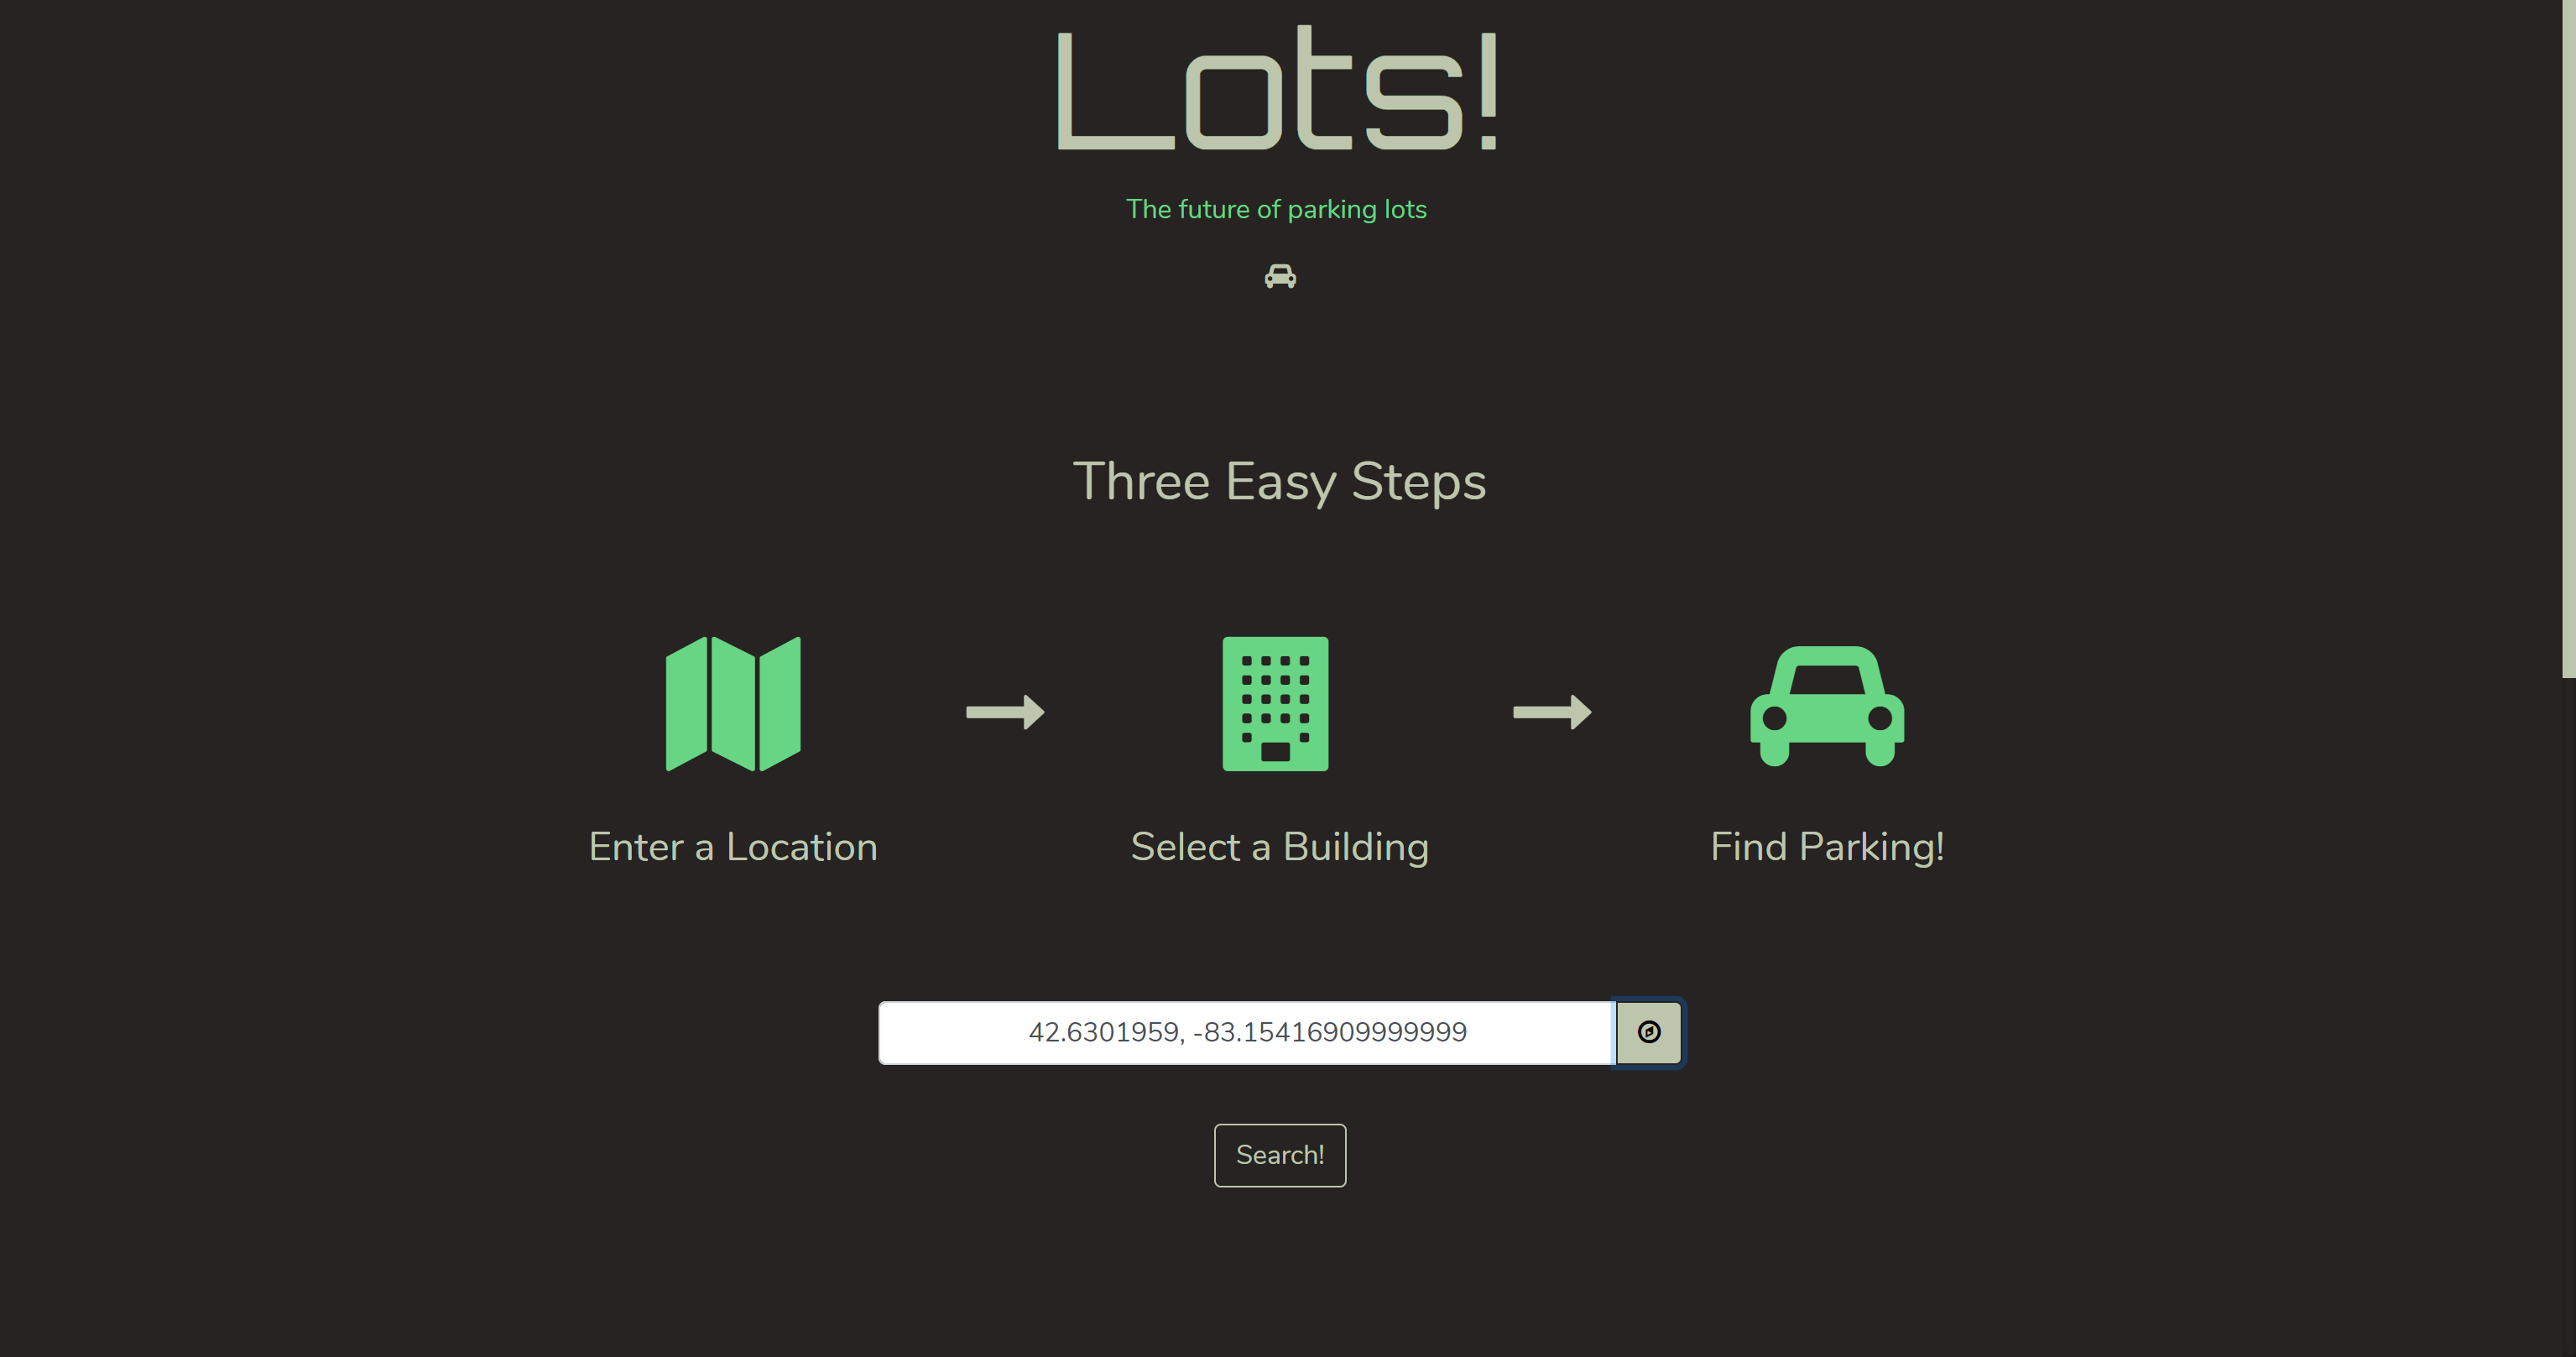 Lots!
The future of parking lots
Three Easy Steps
Enter a Location
Select a Building
Find Parking!
42.6301959, -83.15416909999999
Search!